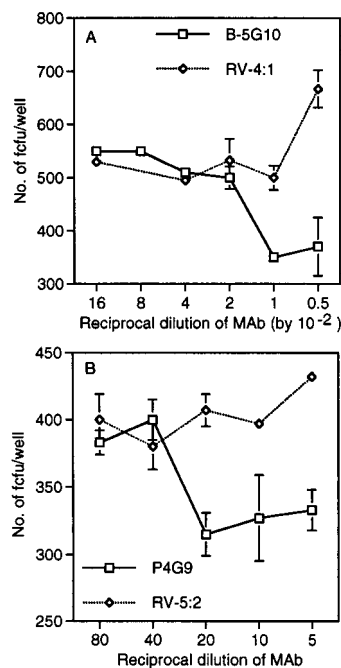 800
A
B-5G10
RV-4:1
700
600
500
400
300
No. of fcfu/well
16 8 4 2 1 0.5
Reciprocal dilution of MAb (by 10⁻²)
450
B
400
350
300
250
No. of fcfu/well
P4G9
RV-5:2
80 40 20 10 5
Reciprocal dilution of MAb